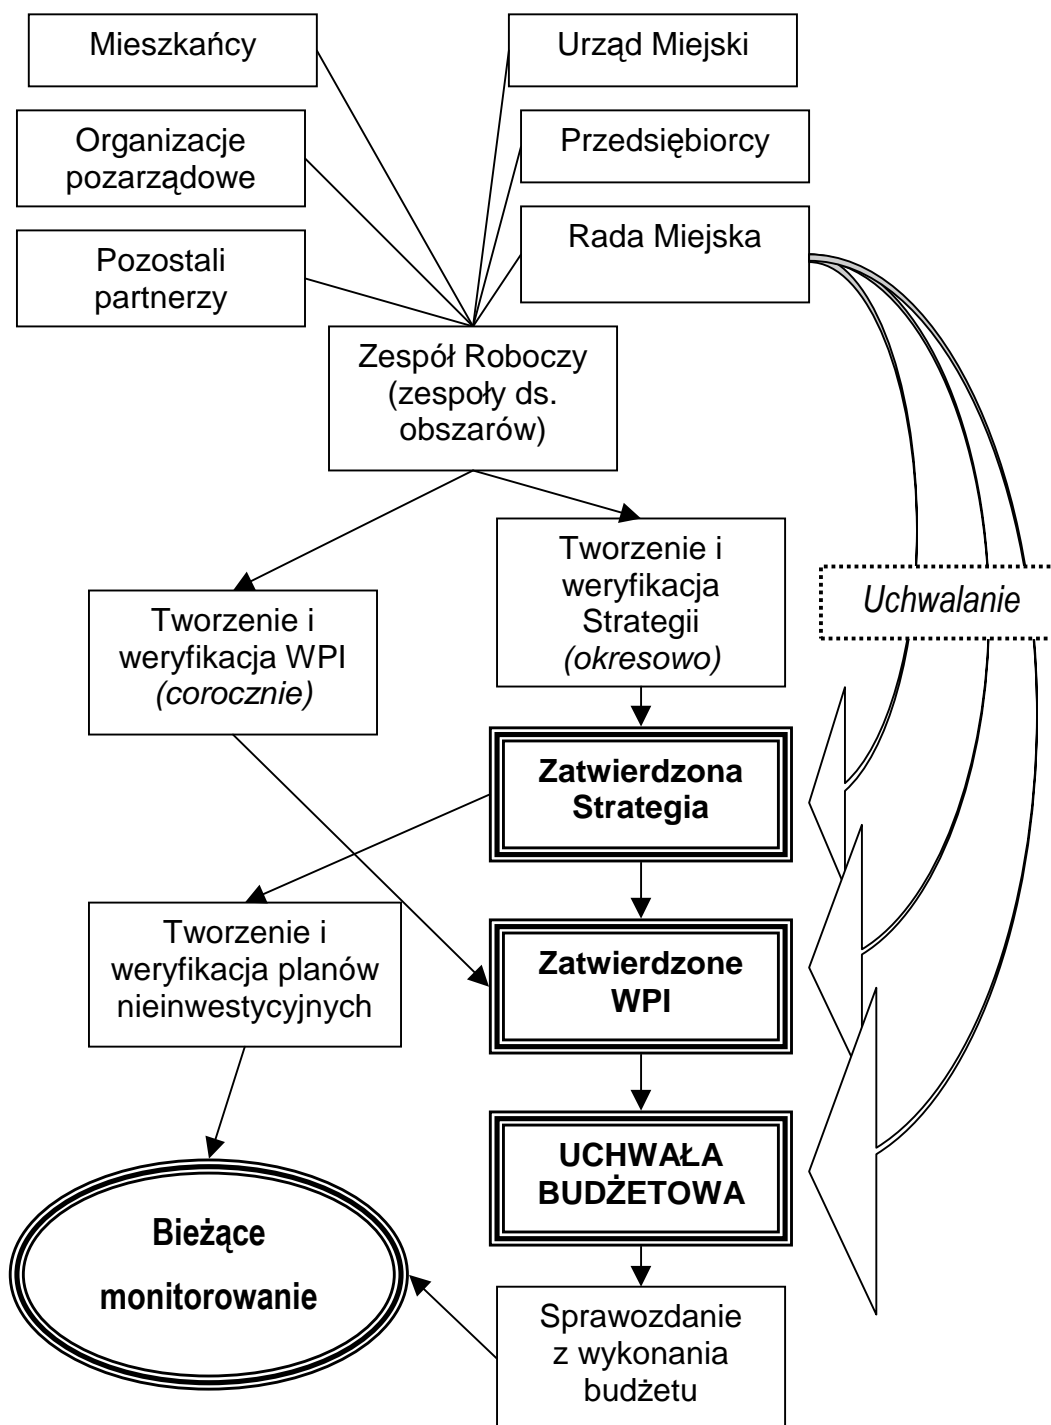 Mieszkańcy
Urząd Miejski
Organizacje
pozarządowe
Przedsiębiorcy
Pozostali
partnerzy
Rada Miejska
Zespół Roboczy
(zespoły ds.
obszarów)
Tworzenie i
weryfikacja
Strategii
(okresowo)
Uchwalanie
Tworzenie i
weryfikacja WPI
(corocznie)
Zatwierdzona
Strategia
Tworzenie i
weryfikacja planów
nieinwestycyjnych
Zatwierdzone
WPI
UCHWAŁA
BUDŻETOWA
Bieżące
monitorowanie
Sprawozdanie
z wykonania
budżetu